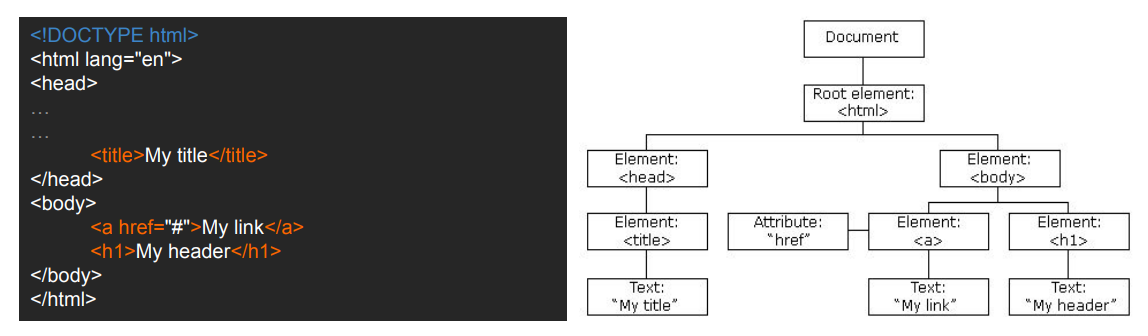 <!DOCTYPE html>
<html lang="en">
<head>
...
...
<title>My title</title>
</head>
<body>
<a href="#">My link</a>
<h1>My header</h1>
</body>
</html>
Document
Root element:
<html>
Element:
<head>
Element:
<body>
Element:
<title>
Attribute:
“href”
Element:
<a>
Element:
<h1>
Text:
“My title”
Text:
“My link”
Text:
“My header”